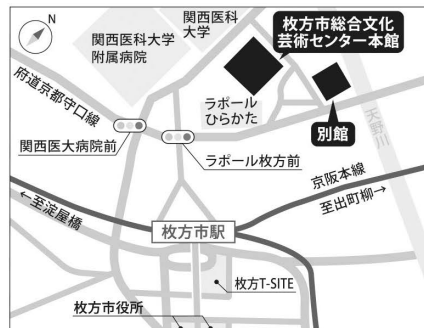 N
関西医科
大学
関西医科大学
附属病院
枚方市総合文化
芸術センター本館
別館
ラポール
ひらかた
天野川
府道京都守口線
関西医大病院前
ラポール枚方前
京阪本線
至出町柳→
←至淀屋橋
枚方市駅
枚方T-SITE
枚方市役所